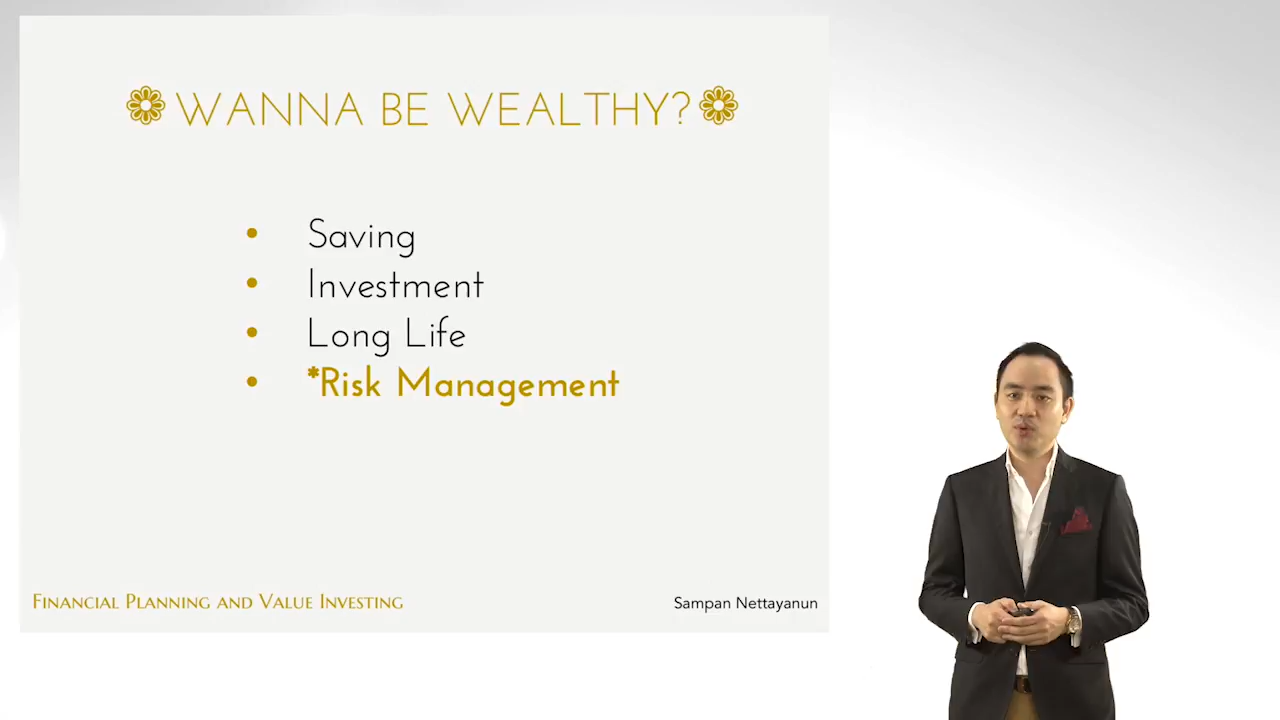 WANNA BE WEALTHY?
• Saving
• Investment
• Long Life
• *Risk Management
Financial Planning and Value Investing
Sampan Nettayanun